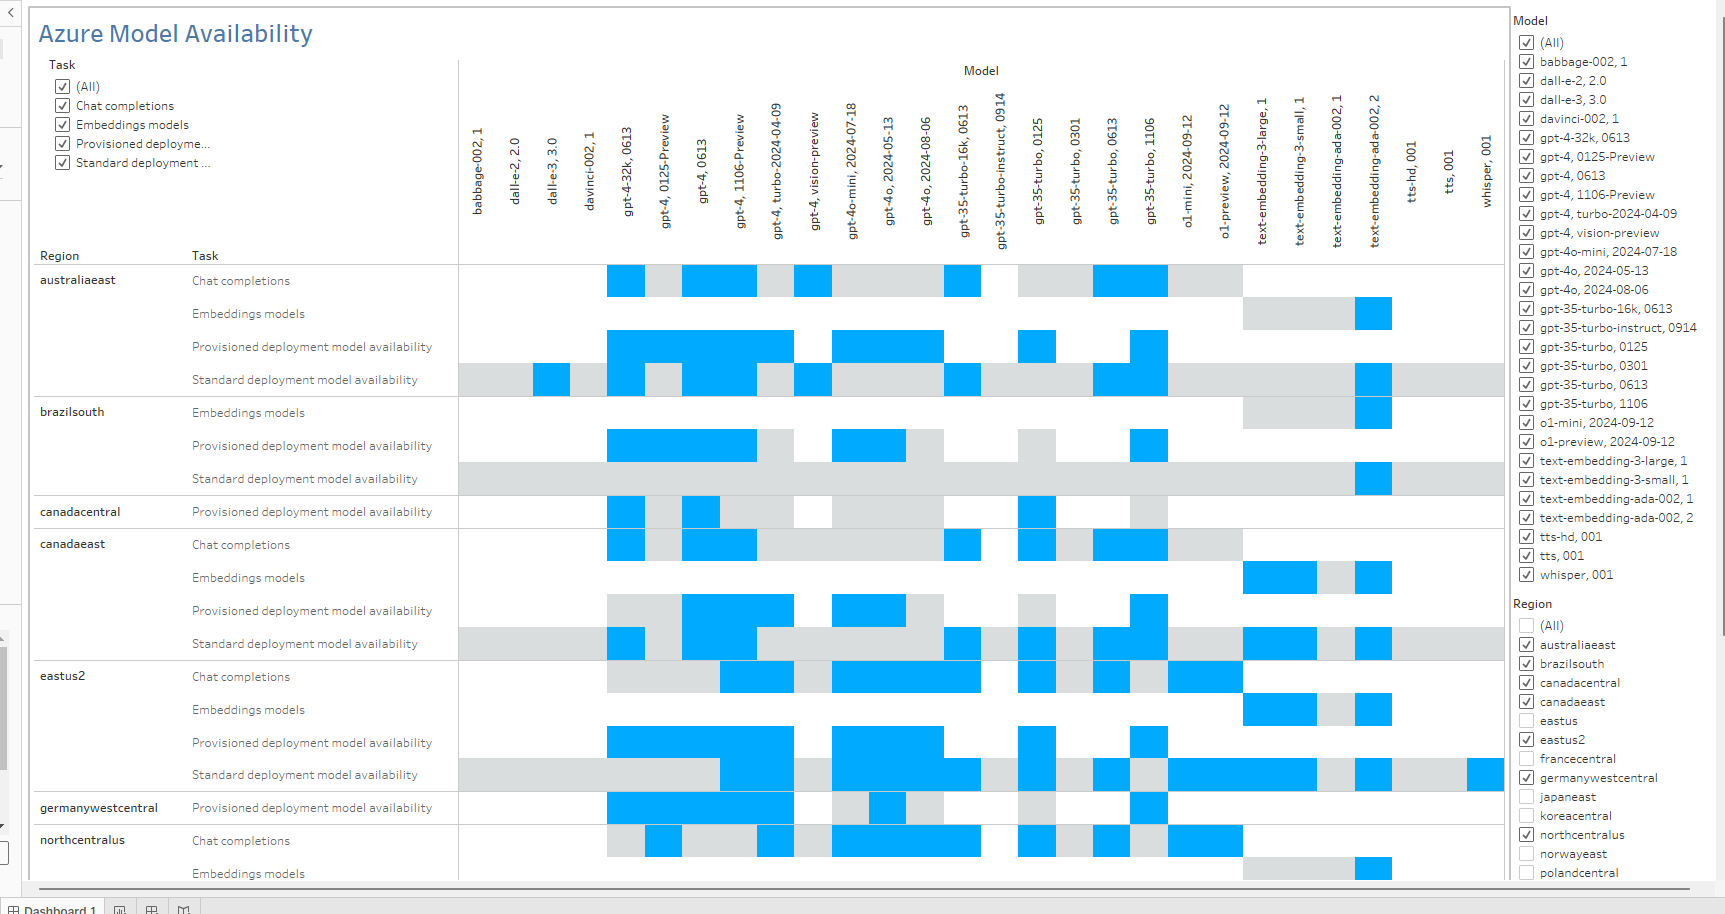 Azure Model Availability
Task
(All)
Chat completions
Embeddings models
Provisioned deployme...
Standard deployment ...
Model
babbage-002, 1
dall-e-2, 2.0
dall-e-3, 3.0
davinci-002, 1
gpt-4-32k, 0613
gpt-4, 0125-Preview
gpt-4, 0613
gpt-4, 1106-Preview
gpt-4, turbo-2024-04-09
gpt-4, vision-preview
gpt-4o-mini, 2024-07-18
gpt-4o, 2024-05-13
gpt-4o, 2024-08-06
gpt-35-turbo-16k, 0613
gpt-35-turbo-instruct, 0914
gpt-35-turbo, 0125
gpt-35-turbo, 0301
gpt-35-turbo, 0613
gpt-35-turbo, 1106
o1-mini, 2024-09-12
o1-preview, 2024-09-12
text-embedding-3-large, 1
text-embedding-3-small, 1
text-embedding-ada-002, 1
text-embedding-ada-002, 2
tts-hd, 001
tts, 001
whisper, 001
Region Task
australiaeast Chat completions
Embeddings models
Provisioned deployment model availability
Standard deployment model availability
brazilsouth Embeddings models
Provisioned deployment model availability
Standard deployment model availability
canadacentral Provisioned deployment model availability
canadaeast Chat completions
Embeddings models
Provisioned deployment model availability
Standard deployment model availability
eastus2 Chat completions
Embeddings models
Provisioned deployment model availability
Standard deployment model availability
germanywestcentral Provisioned deployment model availability
northcentralus Chat completions
Embeddings models
Model
(All)
babbage-002, 1
dall-e-2, 2.0
dall-e-3, 3.0
davinci-002, 1
gpt-4-32k, 0613
gpt-4, 0125-Preview
gpt-4, 0613
gpt-4, 1106-Preview
gpt-4, turbo-2024-04-09
gpt-4, vision-preview
gpt-4o-mini, 2024-07-18
gpt-4o, 2024-05-13
gpt-4o, 2024-08-06
gpt-35-turbo-16k, 0613
gpt-35-turbo-instruct, 0914
gpt-35-turbo, 0125
gpt-35-turbo, 0301
gpt-35-turbo, 0613
gpt-35-turbo, 1106
o1-mini, 2024-09-12
o1-preview, 2024-09-12
text-embedding-3-large, 1
text-embedding-3-small, 1
text-embedding-ada-002, 1
text-embedding-ada-002, 2
tts-hd, 001
tts, 001
whisper, 001
Region
(All)
australiaeast
brazilsouth
canadacentral
canadaeast
eastus
eastus2
francecentral
germanywestcentral
japaneast
koreacentral
northcentralus
norwayeast
polandcentral
Dashboard 1